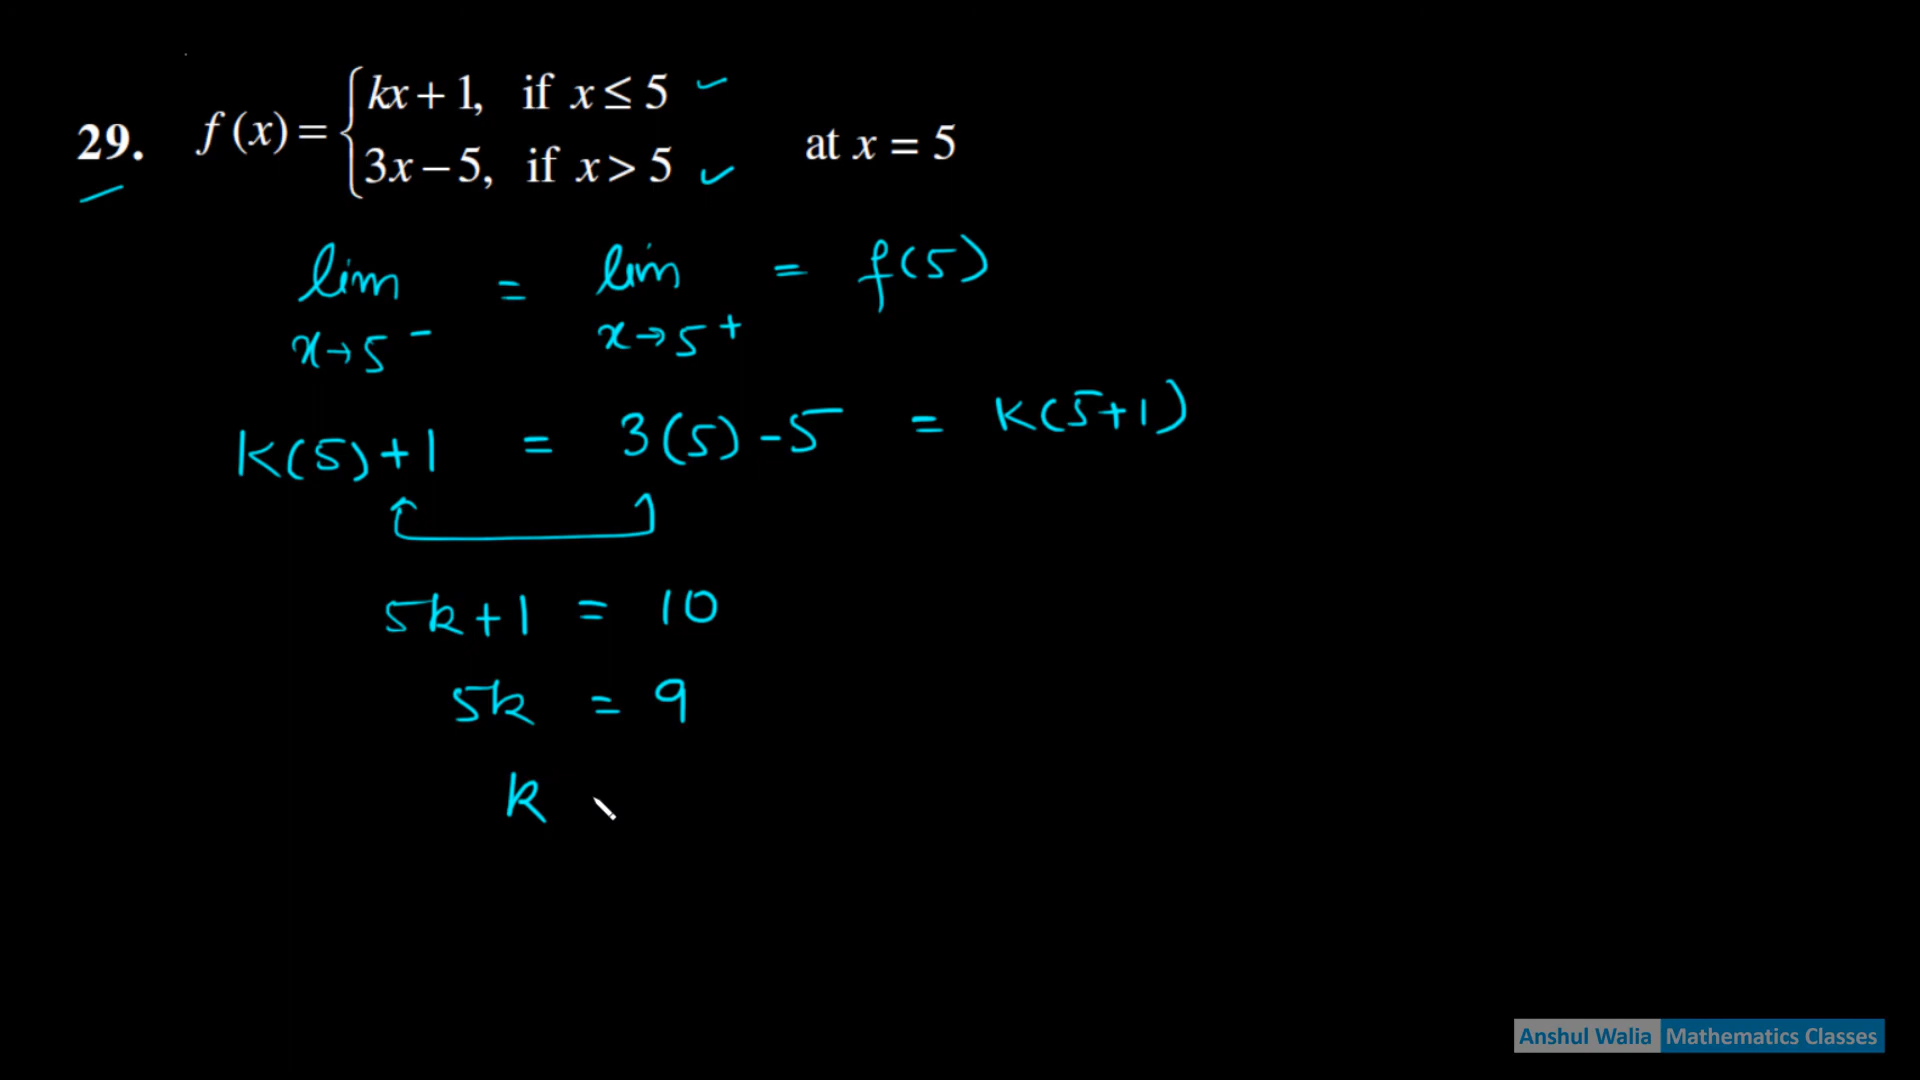 29. f(x) = { kx + 1, if x ≤ 5
3x − 5, if x > 5 at x = 5
lim x→5⁻ = lim x→5⁺ = f(5)
K(5)+1 = 3(5)-5 = K(5+1)
5k+1 = 10
5k = 9
k
Anshul Walia Mathematics Classes